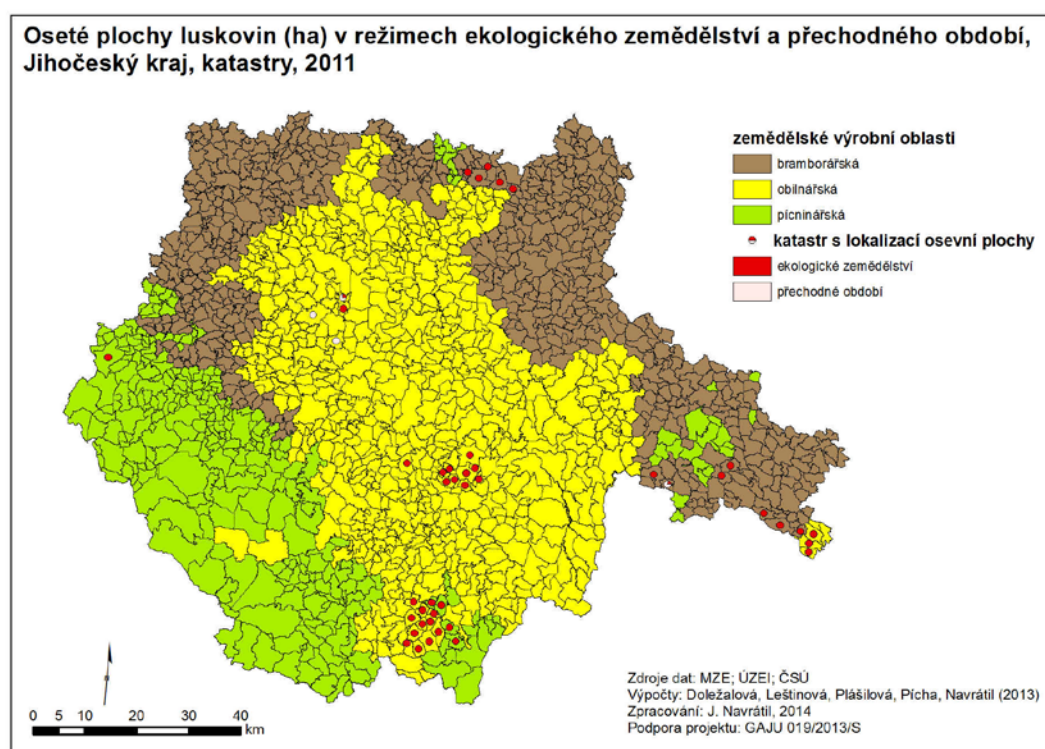 Oseté plochy luskovin (ha) v režimech ekologického zemědělství a přechodného období,
Jihočeský kraj, katastry, 2011
zemědělské výrobní oblasti
bramborářská
obilnářská
pícninářská
katastr s lokalizací osevní plochy
ekologické zemědělství
přechodné období
Zdroje dat: MZE; ÚZEI; ČSÚ
Výpočty: Doležalová, Leštinová, Plášilová, Pícha, Navrátil (2013)
Zpracování: J. Navrátil, 2014
Podpora projektu: GAJU 019/2013/S
0 5 10 20 30 40
km